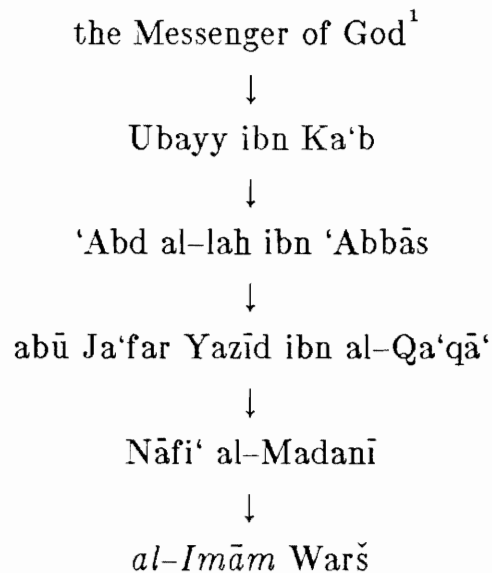 the Messenger of God¹
↓
Ubayy ibn Ka‘b
↓
‘Abd al–lah ibn ‘Abbās
↓
abū Ja‘far Yazīd ibn al–Qa‘qā‘
↓
Nāfi‘ al–Madanī
↓
al–Imām Warš